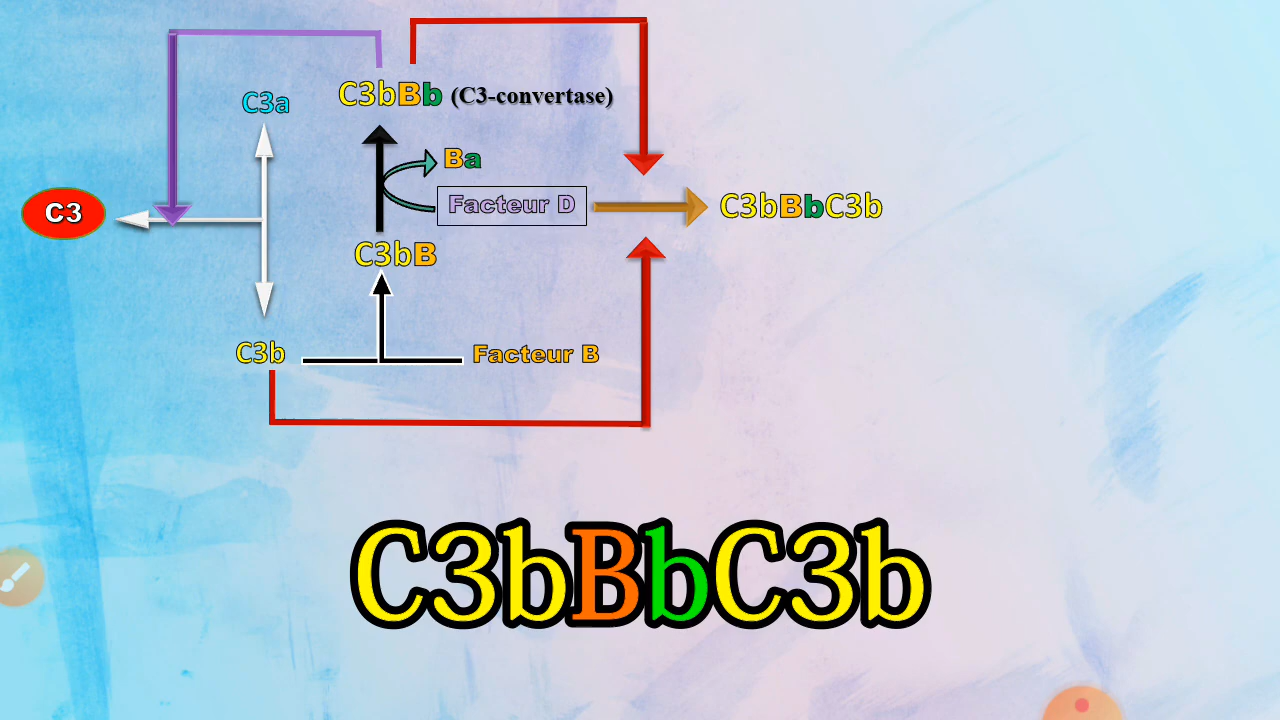 C3a
C3bBb (C3-convertase)
Ba
C3
Facteur D
C3bBbC3b
C3bB
C3b
Facteur B
C3bBbC3b